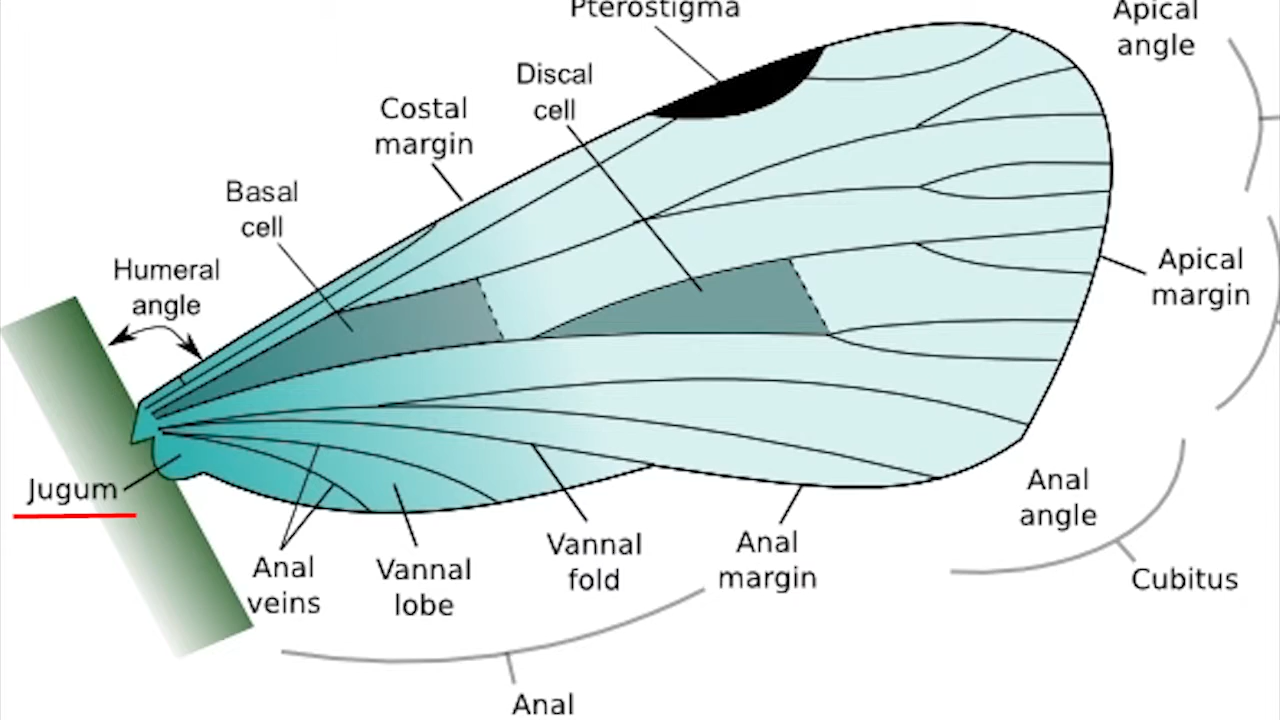 Pterostigma
Apical
angle
Discal
cell
Costal
margin
Basal
cell
Humeral
angle
Apical
margin
Jugum
Anal
angle
Vannal
fold
Anal
margin
Anal
veins
Vannal
lobe
Cubitus
Anal